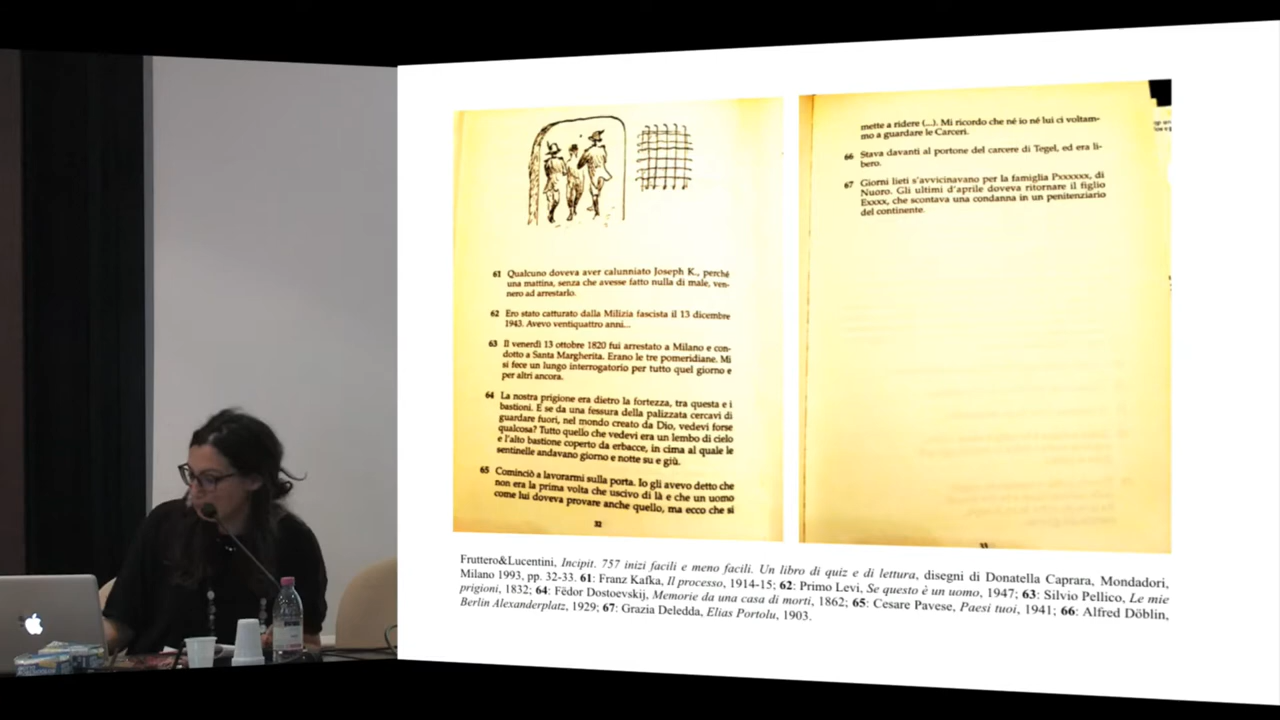 61 Qualcuno doveva aver calunniato Joseph K., perché
una mattina, senza che avesse fatto nulla di male, ven-
nero ad arrestarlo.
62 Ero stato catturato dalla Milizia fascista il 13 dicembre
1943. Avevo ventiquattro anni...
63 Il venerdì 13 ottobre 1820 fui arrestato a Milano e con-
dotto a Santa Margherita. Erano le tre pomeridiane. Mi
si fece un lungo interrogatorio per tutto quel giorno e
per altri ancora.
64 La nostra prigione era dietro la fortezza, tra questa e i
bastioni. E se da una fessura della palizzata cercavi di
guardare fuori, nel mondo creato da Dio, vedevi forse
qualcosa? Tutto quello che vedevi era un lembo di cielo
e l'alto bastione coperto da erbacce, in cima al quale le
sentinelle andavano giorno e notte su e giù.
65 Cominciò a lavorarmi sulla porta. Io gli avevo detto che
non era la prima volta che uscivo di là e che un uomo
come lui doveva provare anche quello, ma ecco che si
32
mette a ridere (...). Mi ricordo che né io né lui ci voltam-
mo a guardare le Carceri.
66 Stava davanti al portone del carcere di Tegel, ed era li-
bero.
67 Giorni lieti s'avvicinavano per la famiglia Pxxxxxx, di
Nuoro. Gli ultimi d'aprile doveva ritornare il figlio
Exxxx, che scontava una condanna in un penitenziario
del continente.
33
Fruttero&Lucentini, Incipit. 757 inizi facili e meno facili. Un libro di quiz e di lettura, disegni di Donatella Caprara, Mondadori,
Milano 1993, pp. 32-33. 61: Franz Kafka, Il processo, 1914-15; 62: Primo Levi, Se questo è un uomo, 1947; 63: Silvio Pellico, Le mie
prigioni, 1832; 64: Fëdor Dostoevskij, Memorie da una casa di morti, 1862; 65: Cesare Pavese, Paesi tuoi, 1941; 66: Alfred Döblin,
Berlin Alexanderplatz, 1929; 67: Grazia Deledda, Elias Portolu, 1903.